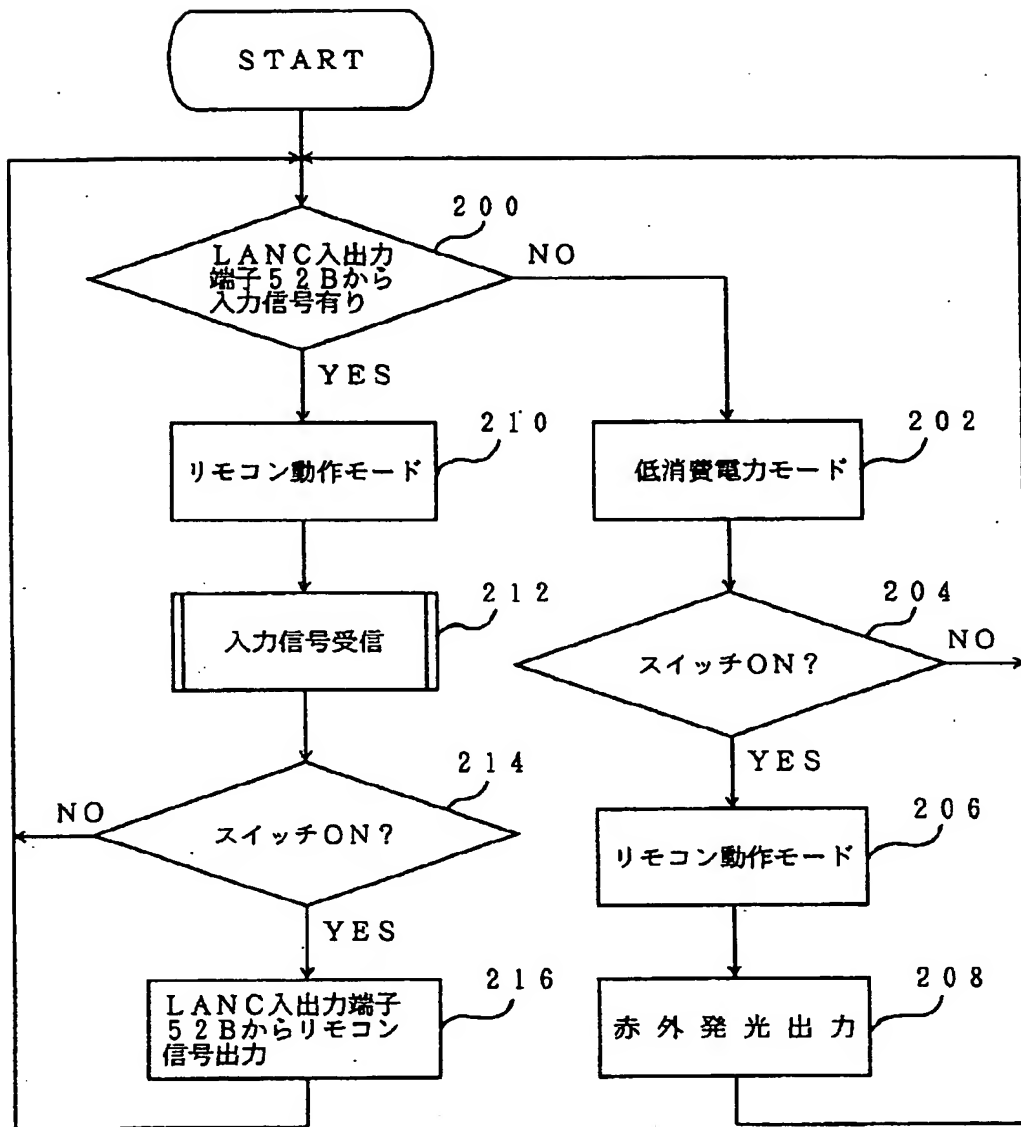 START
200
LANC入出力
端子52Bから
入力信号有り
NO
YES
210
リモコン動作モード
202
低消費電力モード
212
入力信号受信
204
スイッチON?
NO
YES
214
スイッチON?
NO
YES
206
リモコン動作モード
216
LANC入出力端子
52Bからリモコン
信号出力
208
赤外発光出力